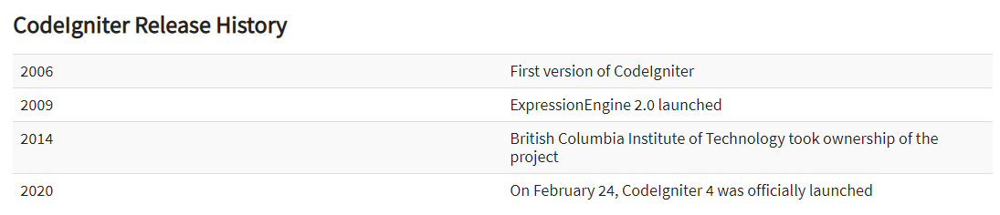 CodeIgniter Release History
2006 First version of CodeIgniter
2009 ExpressionEngine 2.0 launched
2014 British Columbia Institute of Technology took ownership of the
project
2020 On February 24, CodeIgniter 4 was officially launched